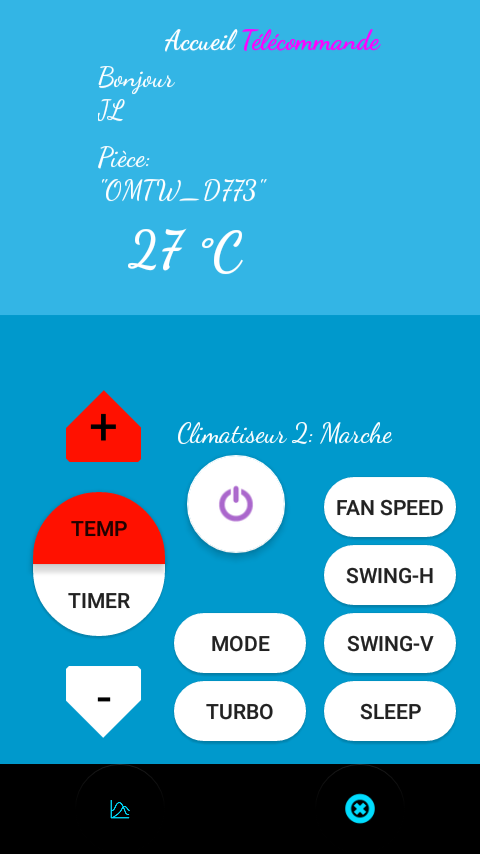 Accueil Télécommande
Bonjour
JL
Pièce:
"OMTW_D773"
27 °C
+
Climatiseur 2: Marche
FAN SPEED
TEMP
SWING-H
TIMER
MODE
SWING-V
-
TURBO
SLEEP